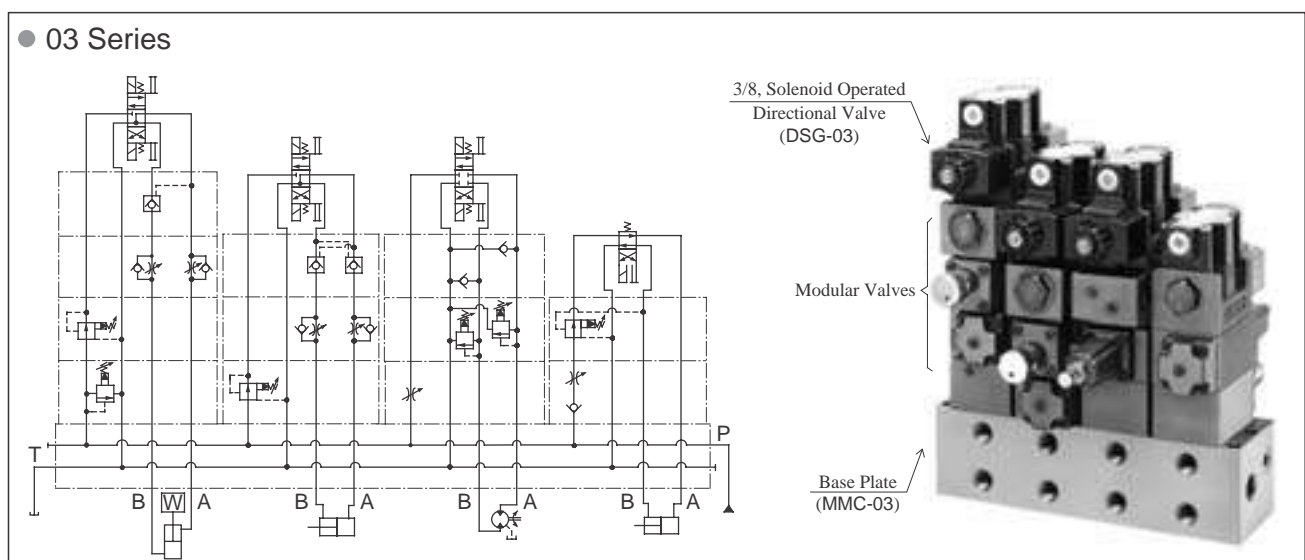 ● 03 Series
3/8, Solenoid Operated
Directional Valve
(DSG-03)
Modular Valves
Base Plate
(MMC-03)
T
P
B W A
B A
B A
B A